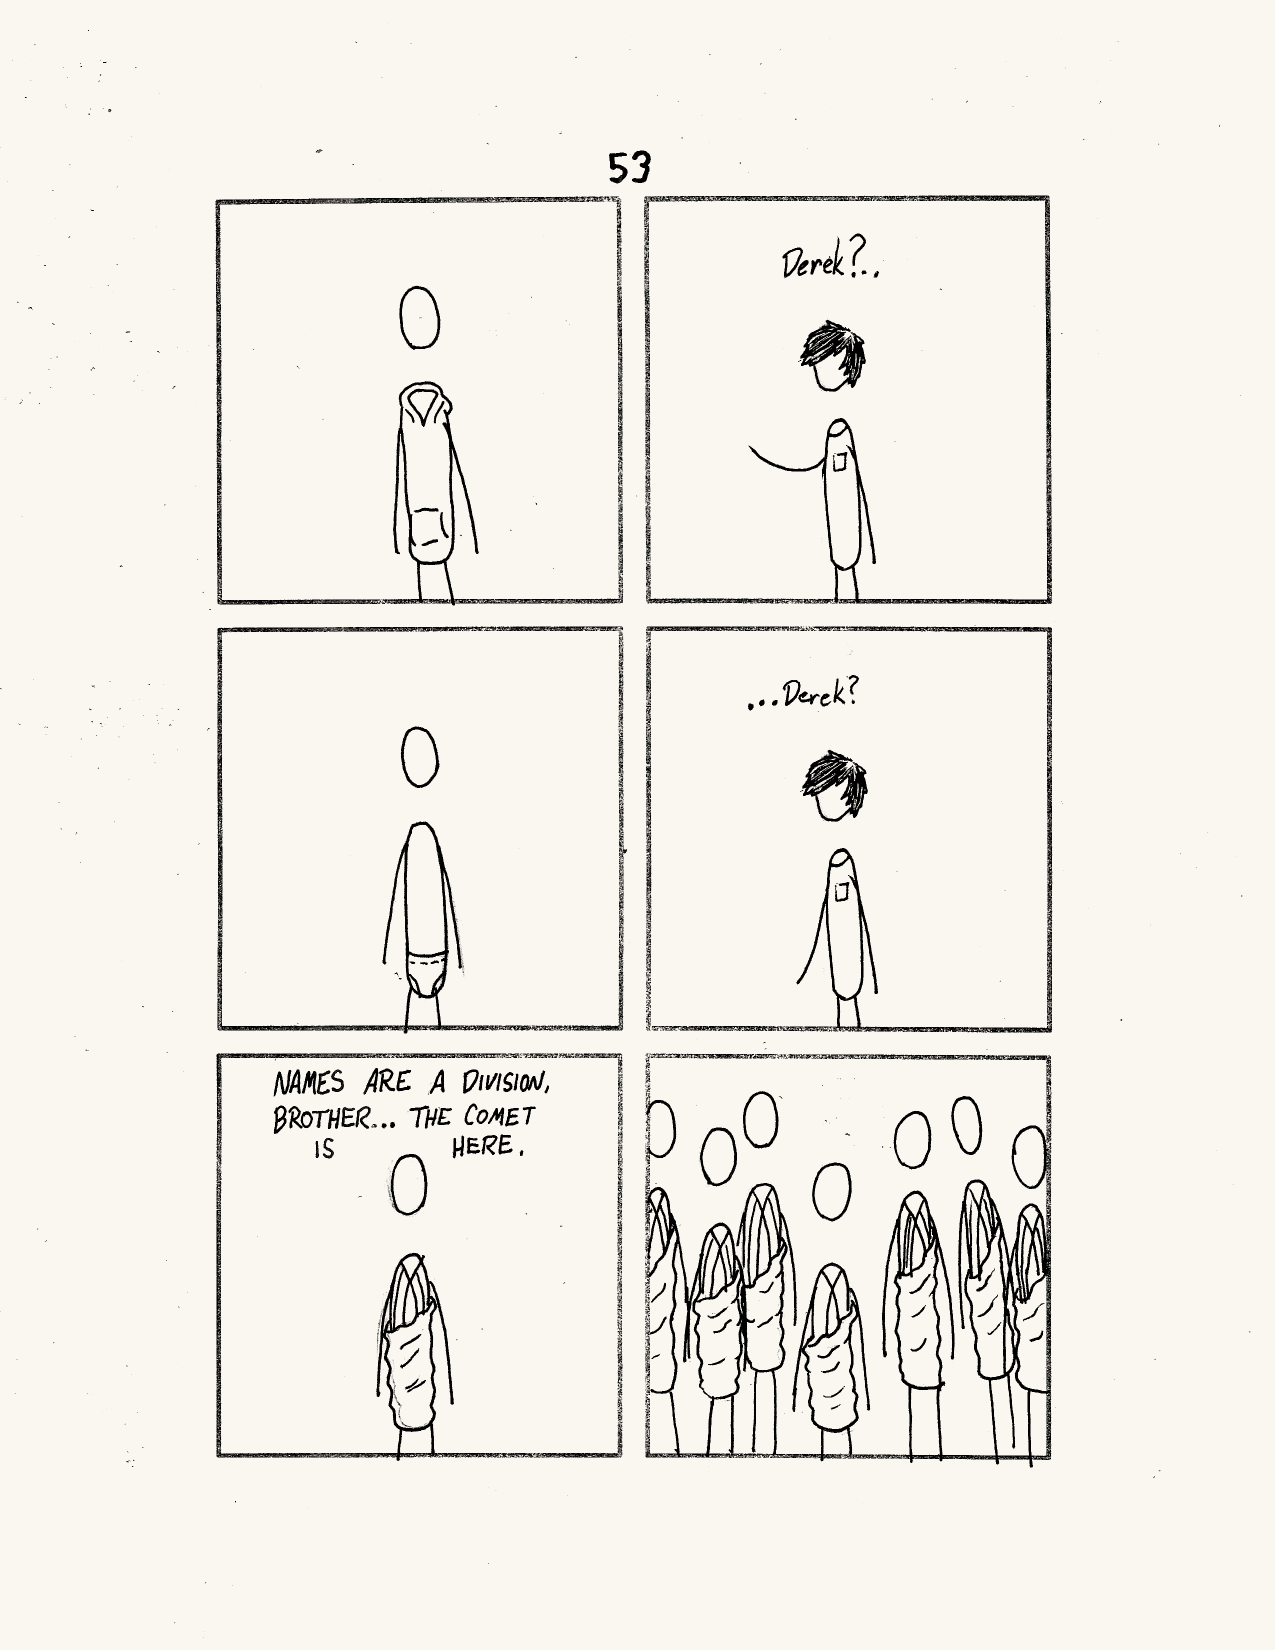 53
Derek?..
...Derek?
NAMES ARE A DIVISION,
BROTHER... THE COMET
IS HERE.